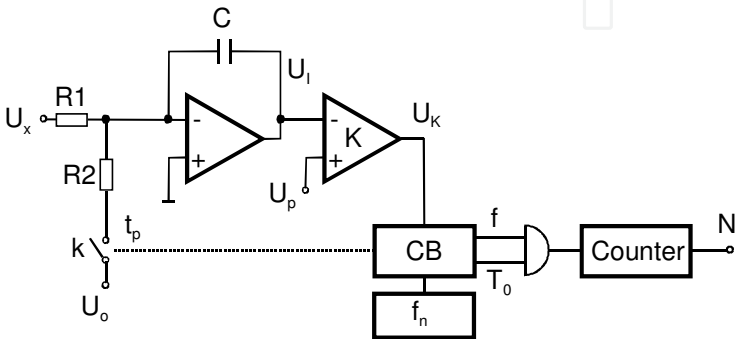 C
U_I
R1
U_x
-
+
-
+
K
U_K
R2
U_p
t_p
k
U_o
CB
f
T_0
f_n
Counter
N